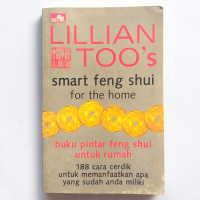 LILLIAN
TOO's
smart feng shui
for the home
buku pintar feng shui
untuk rumah
188 cara cerdik
untuk memanfaatkan apa
yang sudah anda miliki